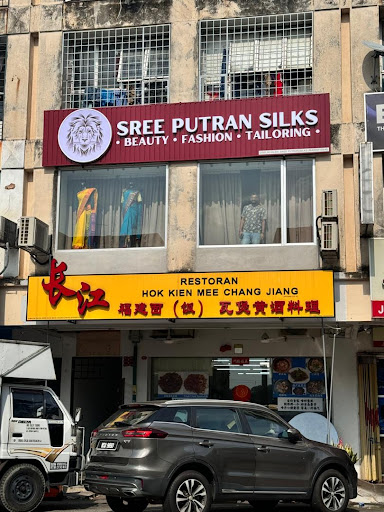 SREE PUTRAN SILKS
• BEAUTY • FASHION • TAILORING •
长江
RESTORAN
HOK KIEN MEE CHANG JIANG
福建面（伙）瓦煲黄酒料理